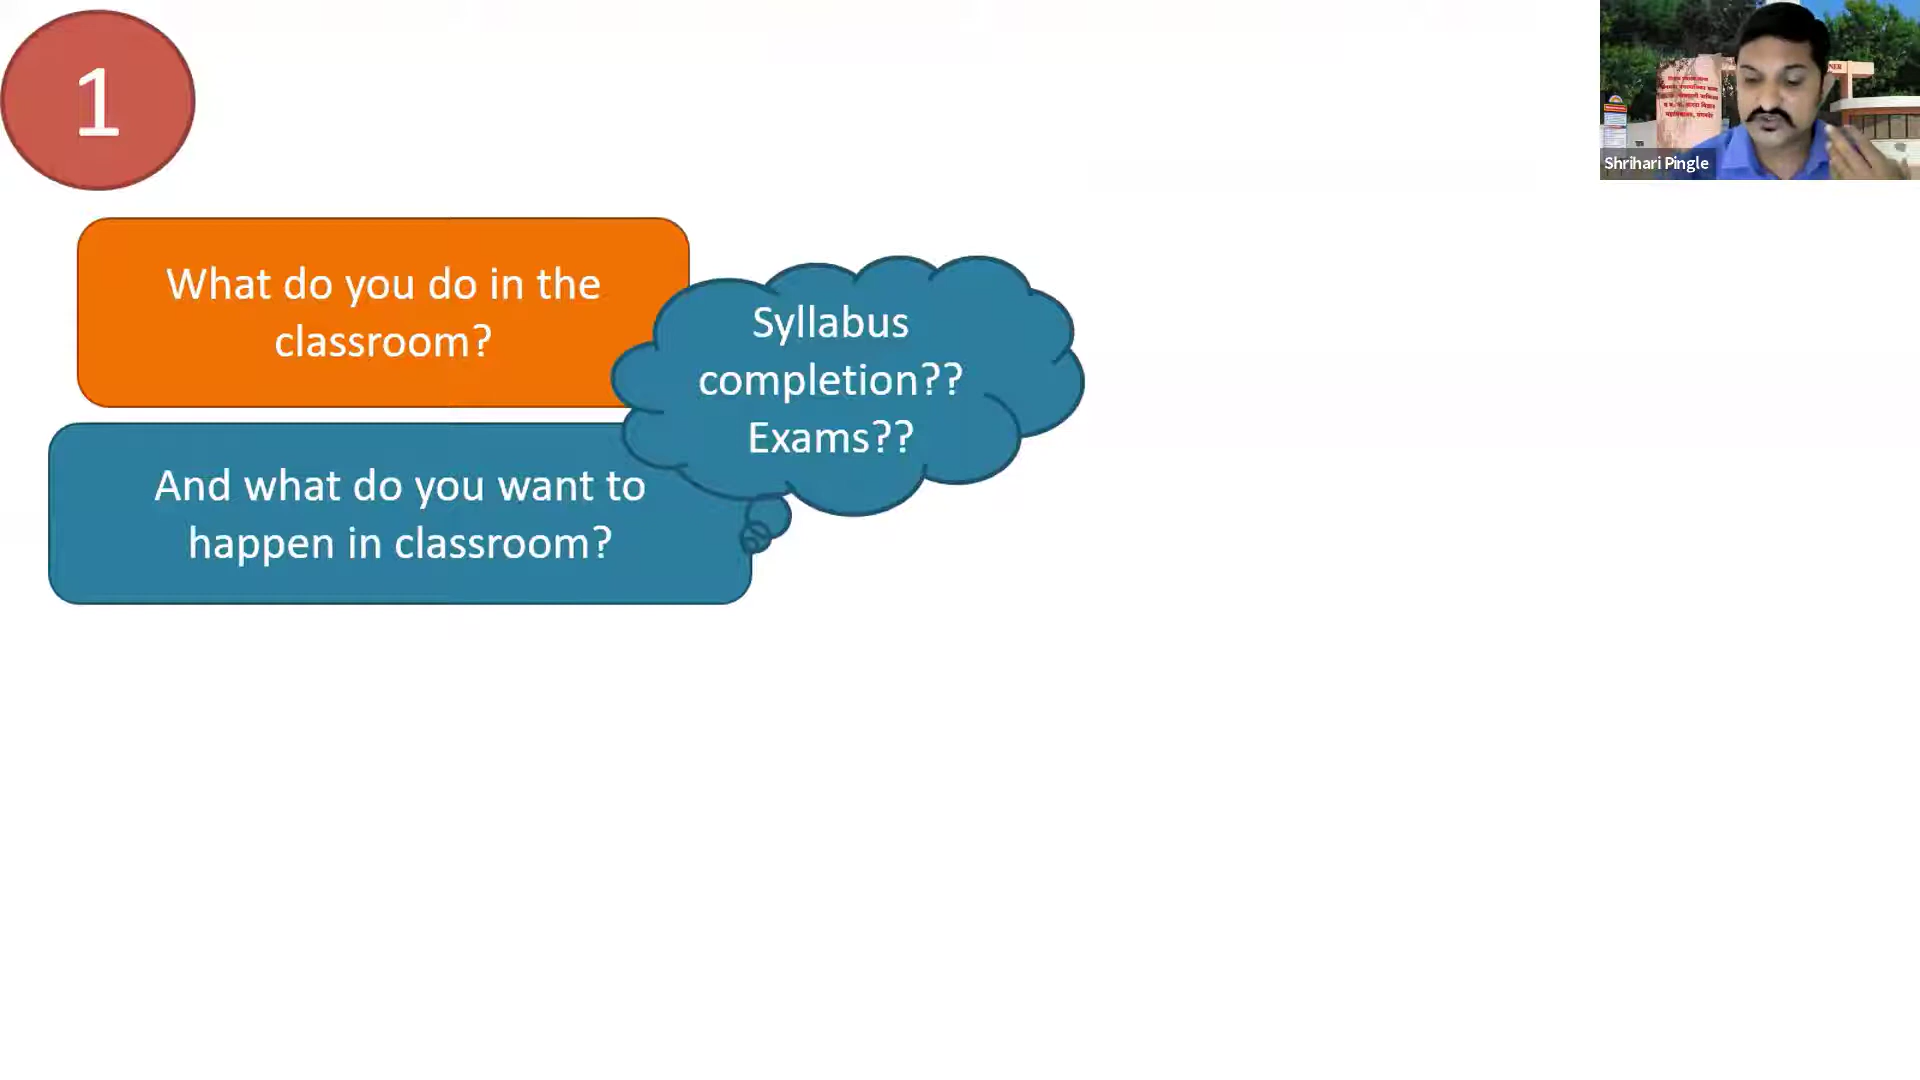 1
What do you do in the
classroom?
Syllabus
completion??
Exams??
And what do you want to
happen in classroom?
Shrihari Pingle